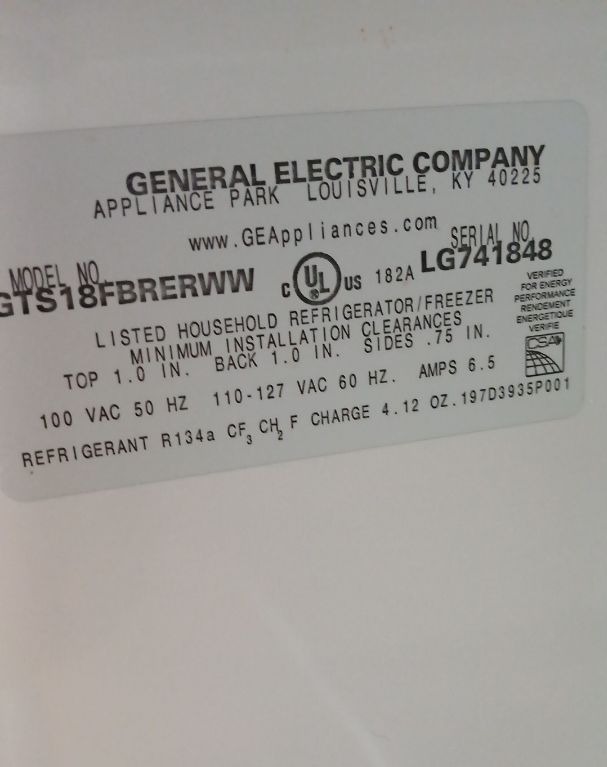 GENERAL ELECTRIC COMPANY
APPLIANCE PARK LOUISVILLE, KY 40225
www.GEAppliances.com
MODEL NO.
GTS18FBRERWW
C UL US 182A
SERIAL NO.
LG741848
VERIFIED
FOR ENERGY
PERFORMANCE
RENDEMENT
ENERGETIQUE
VERIFIE
CSA
LISTED HOUSEHOLD REFRIGERATOR/FREEZER
MINIMUM INSTALLATION CLEARANCES
TOP 1.0 IN. BACK 1.0 IN. SIDES .75 IN.
100 VAC 50 HZ 110-127 VAC 60 HZ. AMPS 6.5
REFRIGERANT R134a CF3 CH2 F CHARGE 4.12 OZ.197D3935P001